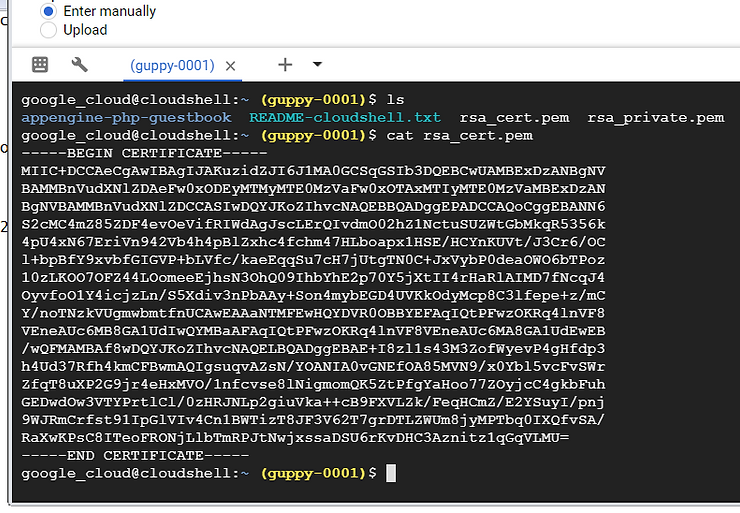 Enter manually
Upload
(guppy-0001)
google_cloud@cloudshell:~ (guppy-0001)$ ls
appengine-php-guestbook README-cloudshell.txt rsa_cert.pem rsa_private.pem
google_cloud@cloudshell:~ (guppy-0001)$ cat rsa_cert.pem
-----BEGIN CERTIFICATE-----
MIIC+DCCAeCgAwIBAgIJAKuzidZJI6J1MA0GCSqGSIb3DQEBCwUAMBExDzANBgNV
BAMMBnVudXNlZDAeFw0xODEyMTMyMTE0MzVaFw0xOTAxMTIyMTE0MzVaMBExDzAN
BgNVBAMMBnVudXNlZDCCASIwDQYJKoZIhvcNAQEBBQADggEPADCCAQoCggEBANN6
S2cMC4mZ85ZDF4evOeVifRIWdAgJscLErQIvdmO02hZ1NctuSUZWtGbMkqR5356k
4pU4xN67EriVn942Vb4h4pBlZxhc4fchm47HLboapx1HSE/HCYnKUVt/J3Cr6/OC
l+bpBfY9xvbfGIGVP+bLVfc/kaeEqqSu7cH7jUtgTN0C+JxVybP0deaOWO6bTPoz
10zLKOO7OFZ44LOomeeEjhsN3OhQ09IhbYhE2p70Y5jXtII4rHaRlAIMD7fNcqJ4
OyvfoO1Y4icjzLn/S5Xdiv3nPbAAy+Son4mybEGD4UVKkOdyMcp8C3lfepe+z/mC
Y/noTNzkVUgmwbmtfnUCAwEAAaNTMFEwHQYDVR0OBBYEFAqIQtPFwzOKRq4lnVF8
VEneAUc6MB8GA1UdIwQYMBaAFAqIQtPFwzOKRq4lnVF8VEneAUc6MA8GA1UdEwEB
/wQFMAMBAf8wDQYJKoZIhvcNAQELBQADggEBAE+I8zl1s43M3ZofWyevP4gHfdp3
h4Ud37Rfh4kmCFBwmAQIgsuqvAZsN/YOANIA0vGNEfOA85MVN9/x0Ybl5vcFvSWr
ZfqT8uXP2G9jr4eHxMVO/1nfcvse8lNigmomQK5ZtPfgYaHoo77ZOyjcC4gkbFuh
GEDwdOw3VTYPrtlCl/0zHRJNLp2giuVka++cB9FXVLZk/FeqHCmZ/E2YSuyI/pnj
9WJRmCrfst91IpGlVIv4Cn1BWTizT8JF3V62T7grDTLZWUm8jyMPTbq0IXQfvSA/
RaXwKPsC8ITeoFRONjLlbTmRPJtNwjxssaDSU6rKvDHC3Aznitz1qGqVLMU=
-----END CERTIFICATE-----
google_cloud@cloudshell:~ (guppy-0001)$